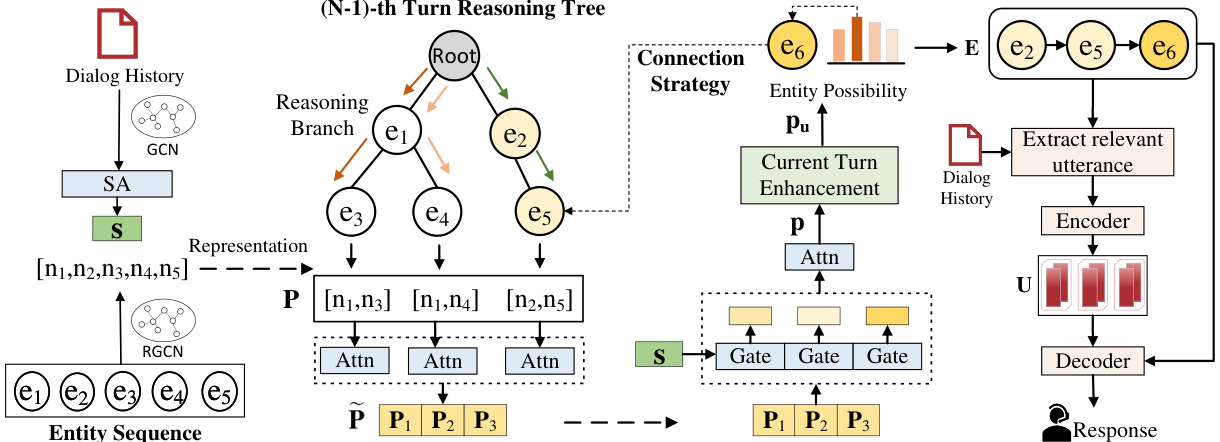 (N-1)-th Turn Reasoning Tree
Dialog History
GCN
SA
s
[n1,n2,n3,n4,n5]
RGCN
e1 e2 e3 e4 e5
Entity Sequence
Root
Reasoning
Branch
e1
e2
e3
e4
e5
Representation
P
[n1,n3] [n1,n4] [n2,n5]
Attn Attn Attn
P̃
P1 P2 P3
Connection
Strategy
e6
Entity Possibility
pu
Current Turn
Enhancement
p
Attn
s
Gate Gate Gate
P1 P2 P3
E
e2 e5 e6
Extract relevant
utterance
Dialog
History
Encoder
U
Decoder
Response